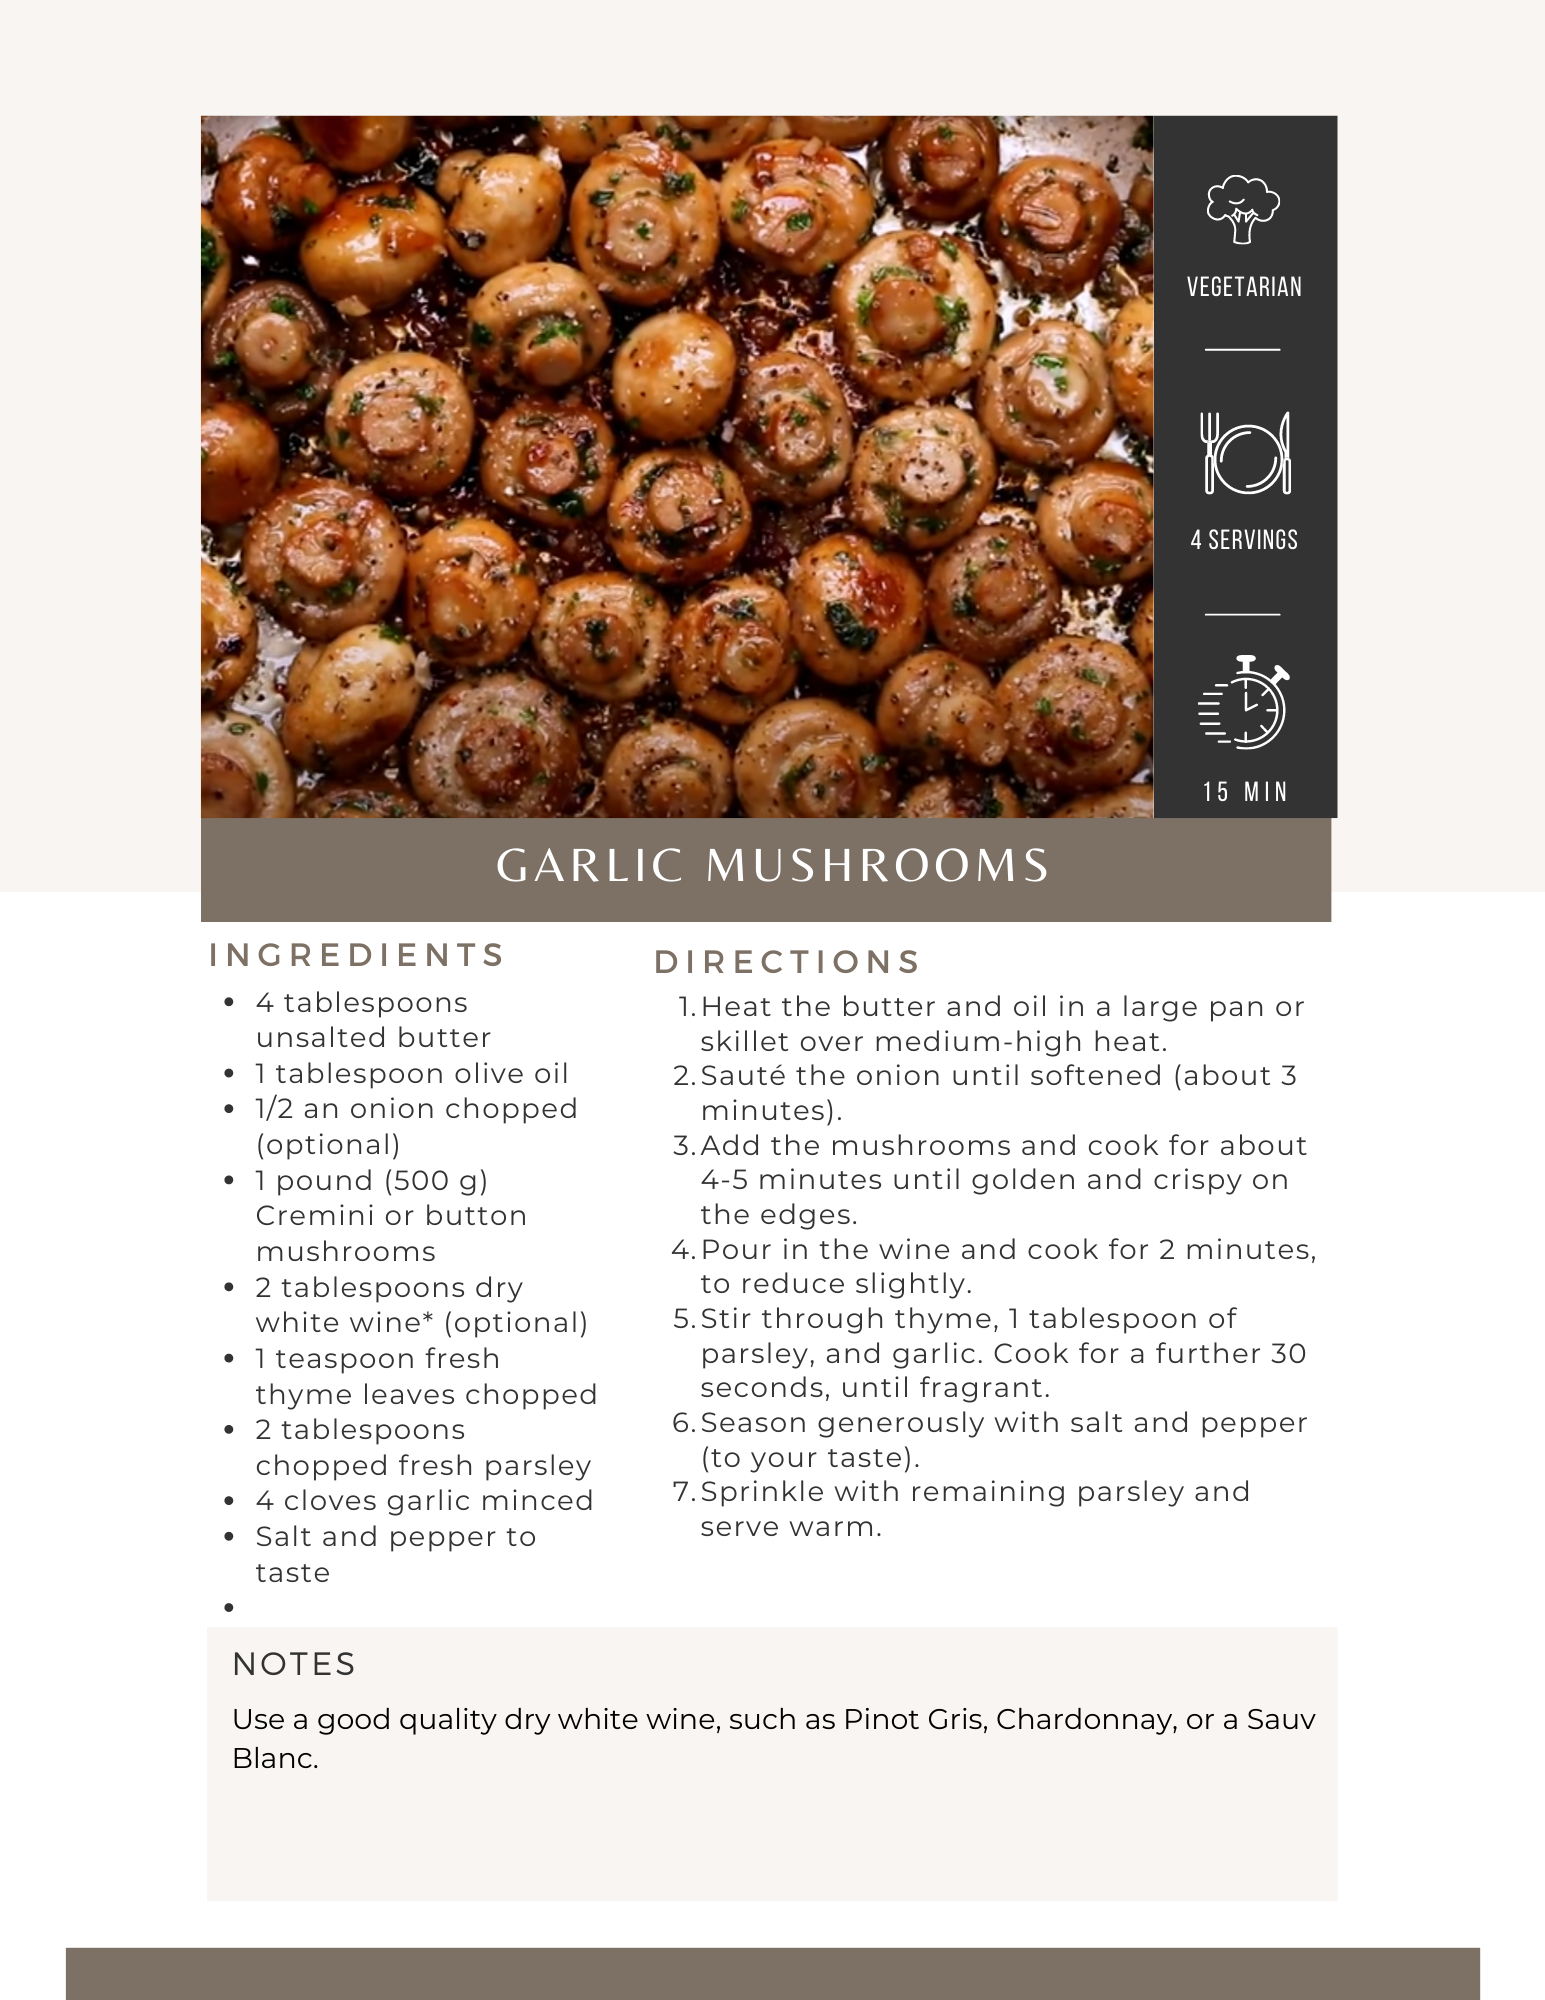 VEGETARIAN
4 SERVINGS
15 MIN
GARLIC MUSHROOMS
INGREDIENTS
• 4 tablespoons
unsalted butter
• 1 tablespoon olive oil
• 1/2 an onion chopped
(optional)
• 1 pound (500 g)
Cremini or button
mushrooms
• 2 tablespoons dry
white wine* (optional)
• 1 teaspoon fresh
thyme leaves chopped
• 2 tablespoons
chopped fresh parsley
• 4 cloves garlic minced
• Salt and pepper to
taste
•
DIRECTIONS
1. Heat the butter and oil in a large pan or
skillet over medium-high heat.
2. Sauté the onion until softened (about 3
minutes).
3. Add the mushrooms and cook for about
4-5 minutes until golden and crispy on
the edges.
4. Pour in the wine and cook for 2 minutes,
to reduce slightly.
5. Stir through thyme, 1 tablespoon of
parsley, and garlic. Cook for a further 30
seconds, until fragrant.
6. Season generously with salt and pepper
(to your taste).
7. Sprinkle with remaining parsley and
serve warm.
NOTES
Use a good quality dry white wine, such as Pinot Gris, Chardonnay, or a Sauv
Blanc.